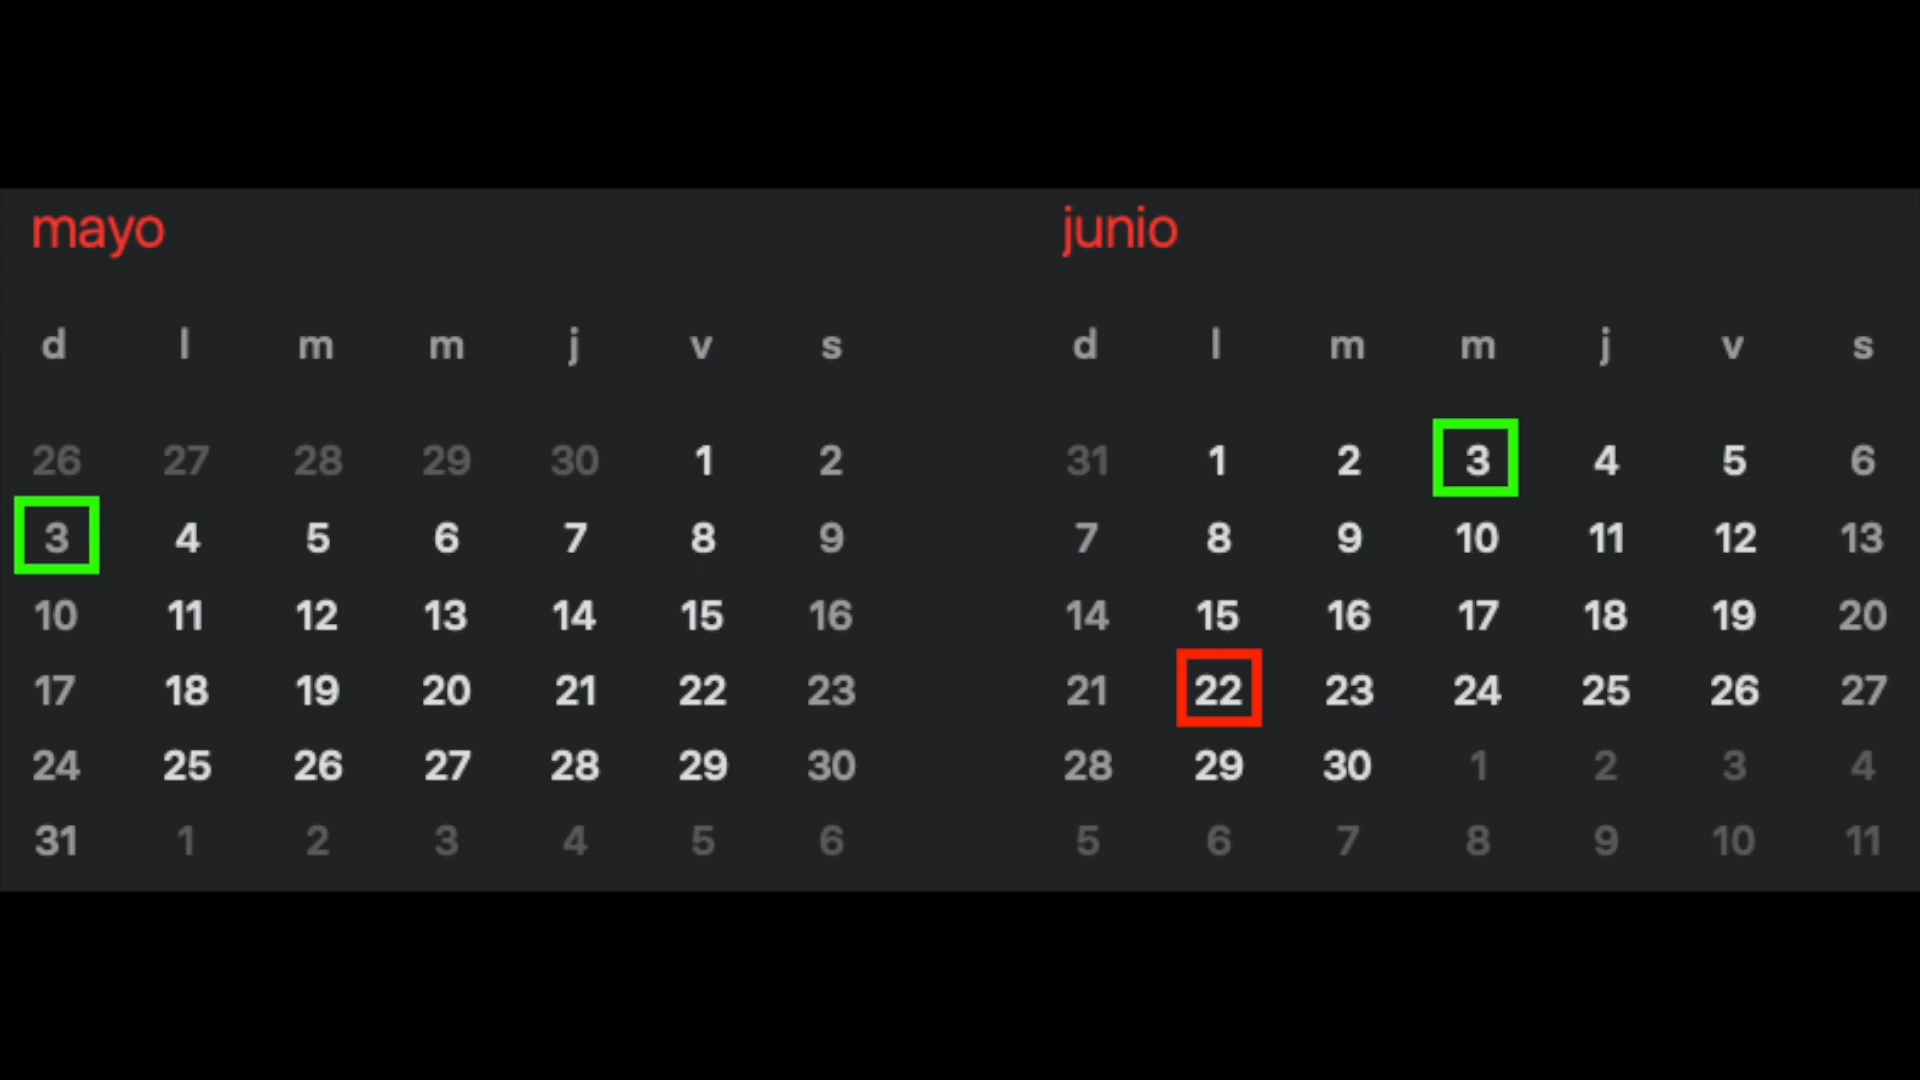 mayo
d l m m j v s
26 27 28 29 30 1 2
3 4 5 6 7 8 9
10 11 12 13 14 15 16
17 18 19 20 21 22 23
24 25 26 27 28 29 30
31 1 2 3 4 5 6
junio
d l m m j v s
31 1 2 3 4 5 6
7 8 9 10 11 12 13
14 15 16 17 18 19 20
21 22 23 24 25 26 27
28 29 30 1 2 3 4
5 6 7 8 9 10 11